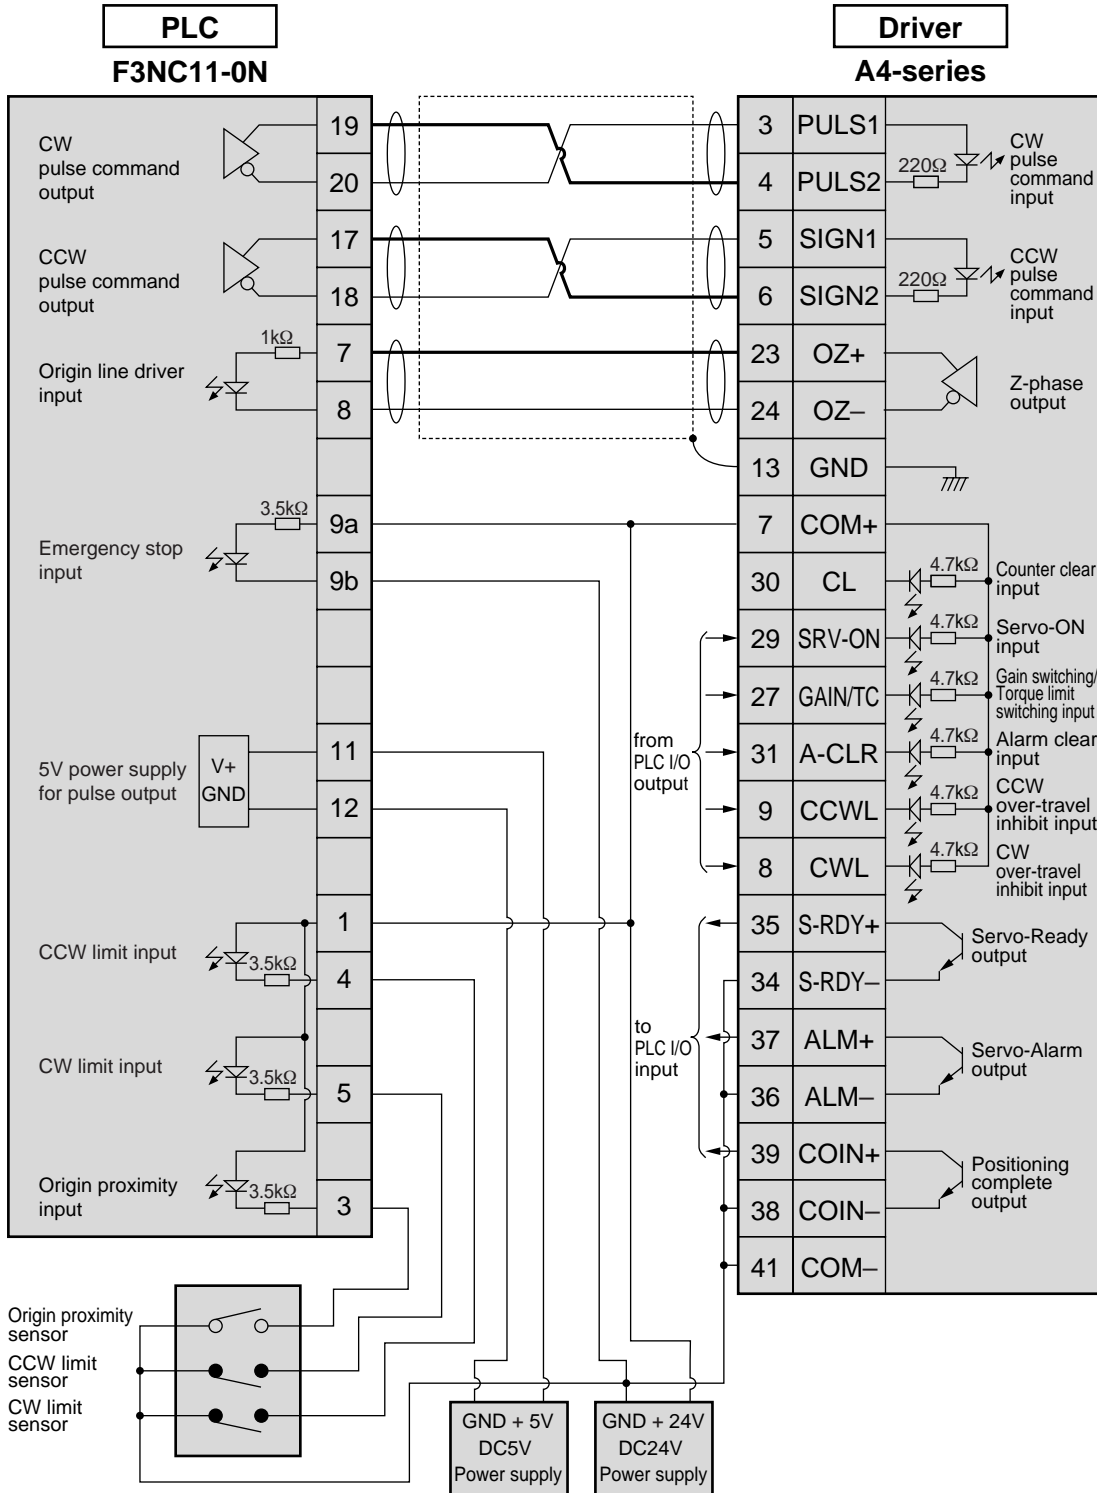 PLC
F3NC11-0N
Driver
A4-series
CW
pulse command
output
19
20
CCW
pulse command
output
17
18
Origin line driver
input
1kΩ
7
8
Emergency stop
input
3.5kΩ
9a
9b
5V power supply
for pulse output
V+
GND
11
12
CCW limit input
3.5kΩ
1
4
CW limit input
3.5kΩ
5
Origin proximity
input
3.5kΩ
3
3 PULS1
4 PULS2
220Ω
CW
pulse
command
input
5 SIGN1
6 SIGN2
220Ω
CCW
pulse
command
input
23 OZ+
24 OZ−
Z-phase
output
13 GND
7 COM+
30 CL
4.7kΩ
Counter clear
input
29 SRV-ON
4.7kΩ
Servo-ON
input
27 GAIN/TC
4.7kΩ
Gain switching/
Torque limit
switching input
31 A-CLR
4.7kΩ
Alarm clear
input
9 CCWL
4.7kΩ
CCW
over-travel
inhibit input
8 CWL
4.7kΩ
CW
over-travel
inhibit input
from
PLC I/O
output
35 S-RDY+
34 S-RDY−
Servo-Ready
output
37 ALM+
36 ALM−
Servo-Alarm
output
39 COIN+
38 COIN−
Positioning
complete
output
41 COM−
to
PLC I/O
input
Origin proximity
sensor
CCW limit
sensor
CW limit
sensor
GND + 5V
DC5V
Power supply
GND + 24V
DC24V
Power supply